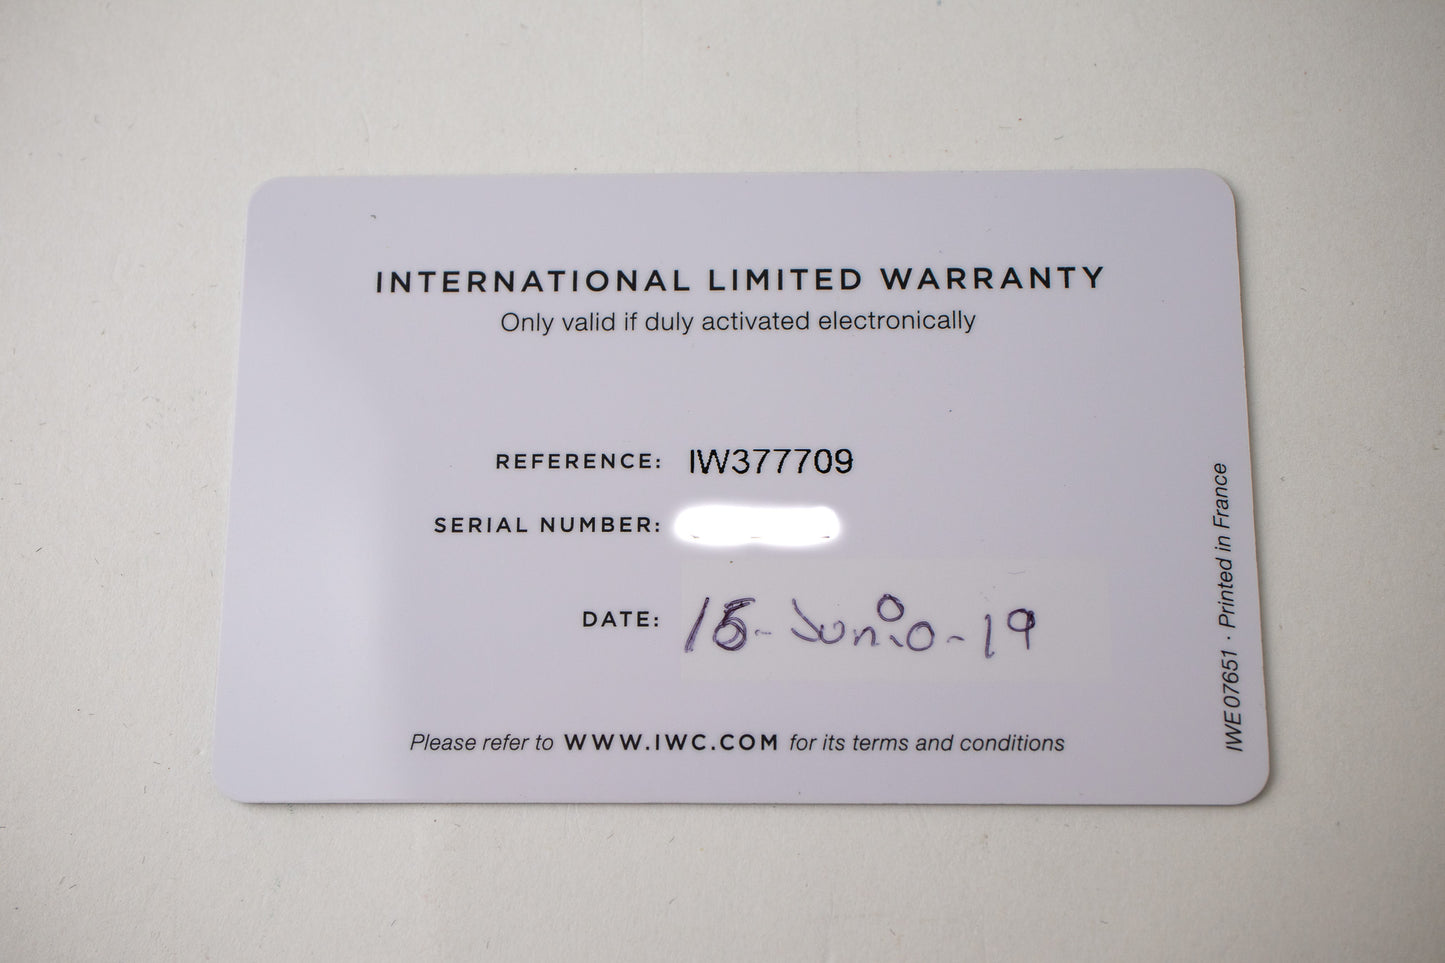 INTERNATIONAL LIMITED WARRANTY
Only valid if duly activated electronically
REFERENCE: IW377709
SERIAL NUMBER:
DATE: 15-Junio-19
Please refer to WWW.IWC.COM for its terms and conditions
IWE07651 · Printed in France